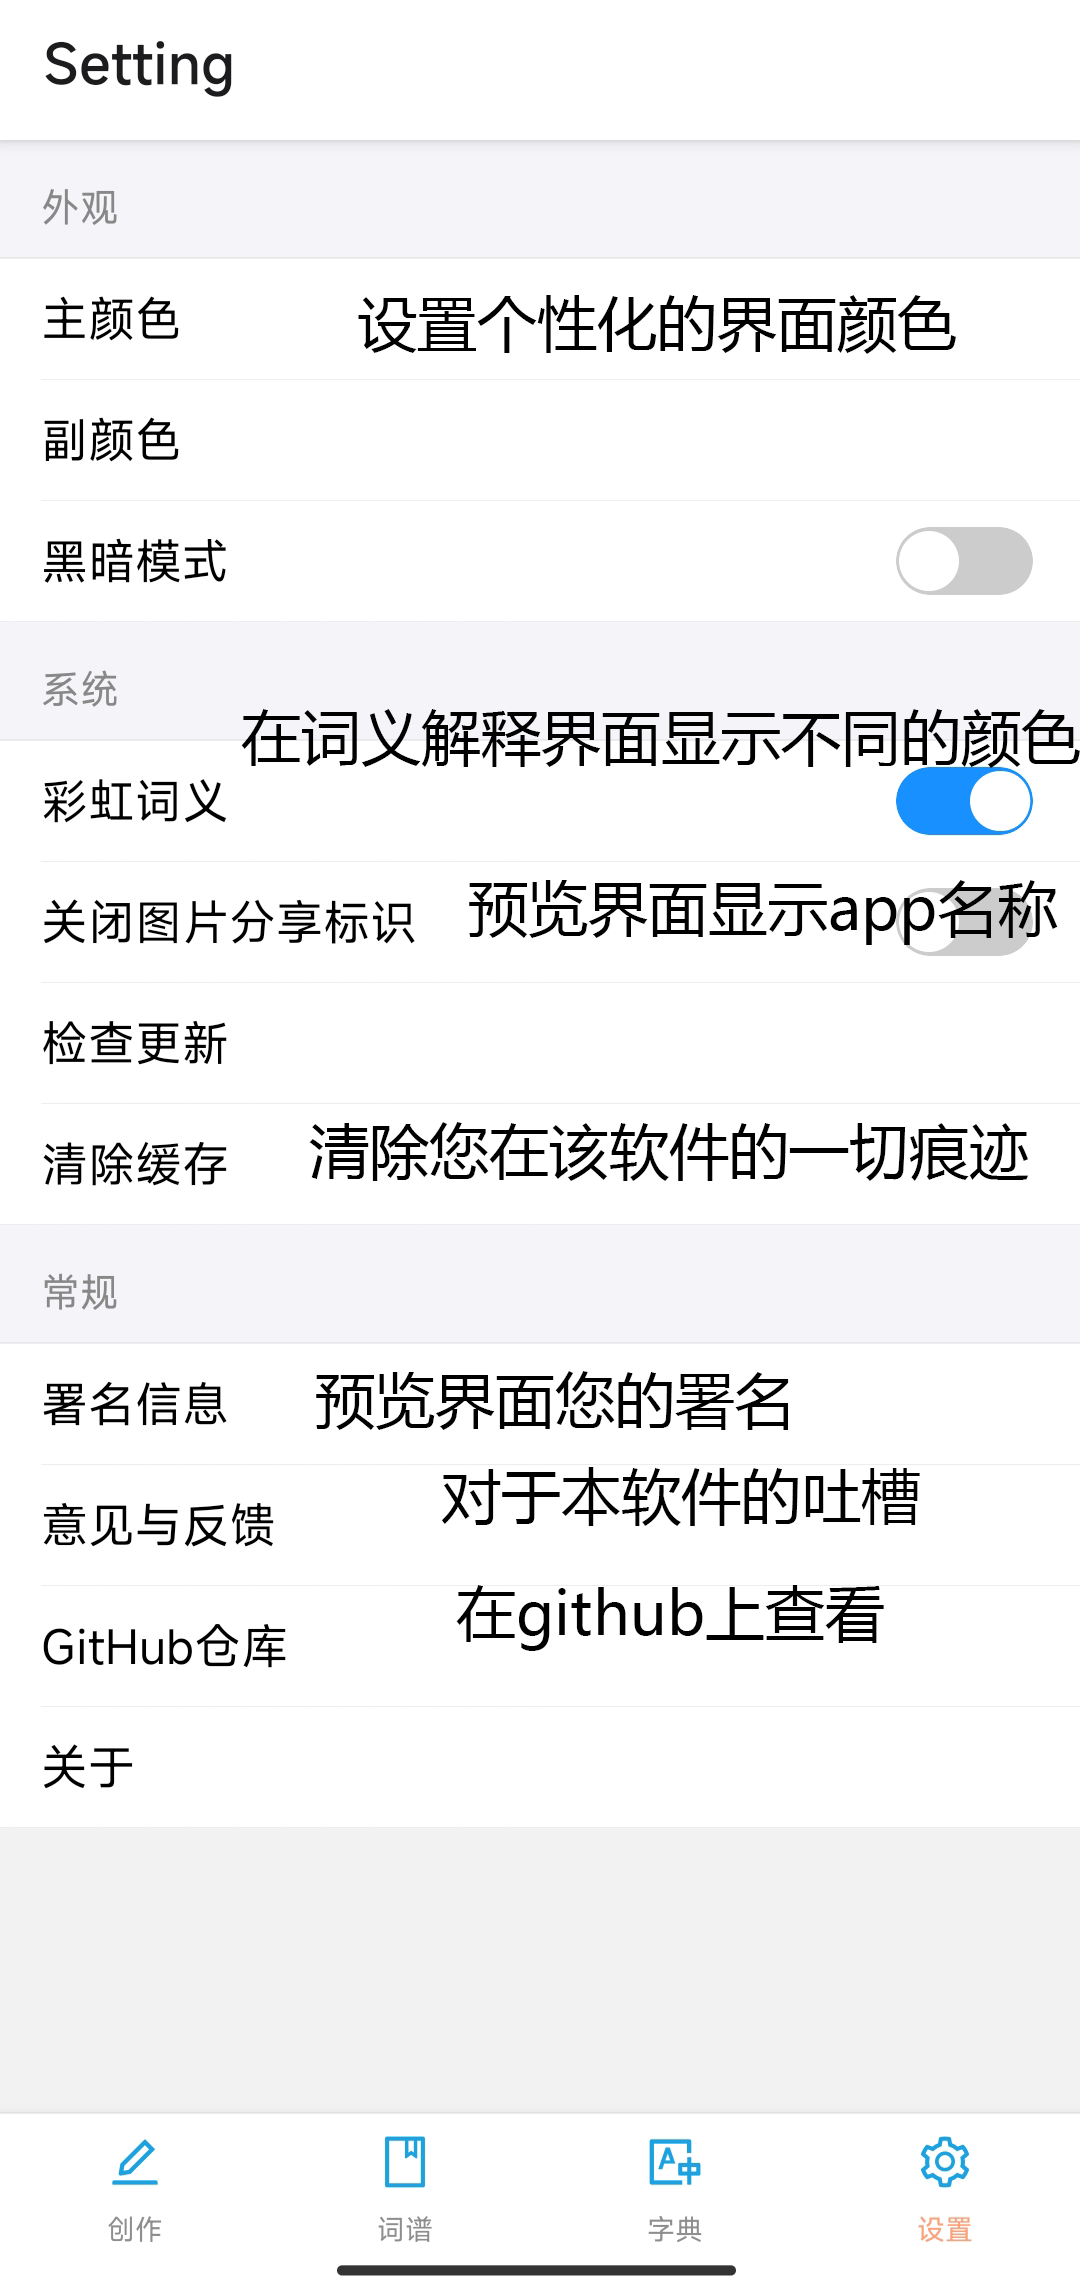 Setting
外观
主颜色 设置个性化的界面颜色
副颜色
黑暗模式
系统
在词义解释界面显示不同的颜色
彩虹词义
关闭图片分享标识 预览界面显示app名称
检查更新
清除缓存 清除您在该软件的一切痕迹
常规
署名信息 预览界面您的署名
对于本软件的吐槽
意见与反馈
在github上查看
GitHub仓库
关于
创作 词谱 字典 设置